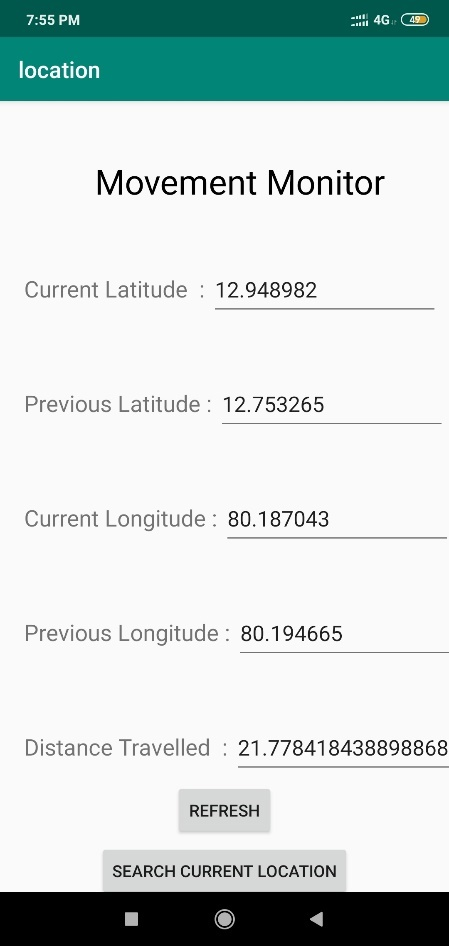 7:55 PM 4G 49
location
Movement Monitor
Current Latitude : 12.948982
Previous Latitude : 12.753265
Current Longitude : 80.187043
Previous Longitude : 80.194665
Distance Travelled : 21.778418438898868
REFRESH
SEARCH CURRENT LOCATION